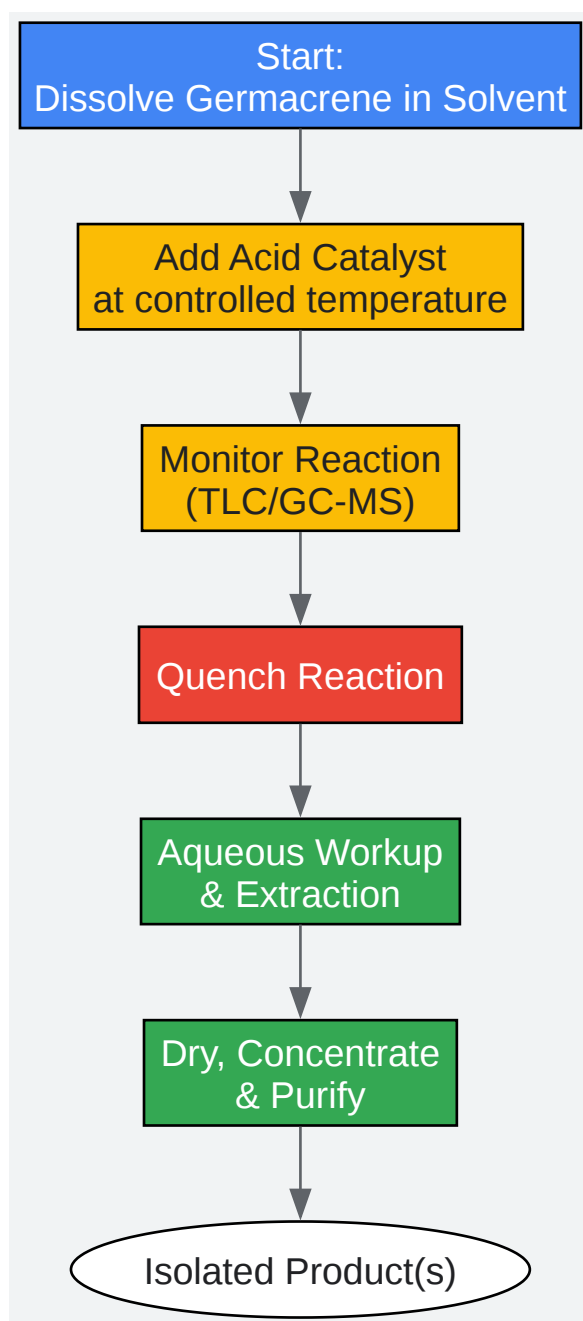 Start:
Dissolve Germacrene in Solvent
Add Acid Catalyst
at controlled temperature
Monitor Reaction
(TLC/GC-MS)
Quench Reaction
Aqueous Workup
& Extraction
Dry, Concentrate
& Purify
Isolated Product(s)